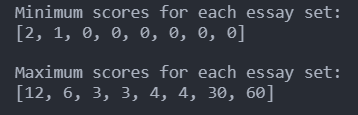 Minimum scores for each essay set:
[2, 1, 0, 0, 0, 0, 0, 0]
Maximum scores for each essay set:
[12, 6, 3, 3, 4, 4, 30, 60]